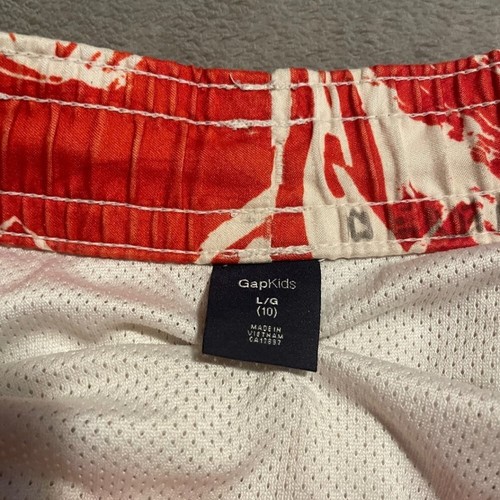 GapKids
L/G
(10)
MADE IN
VIETNAM
CA17897